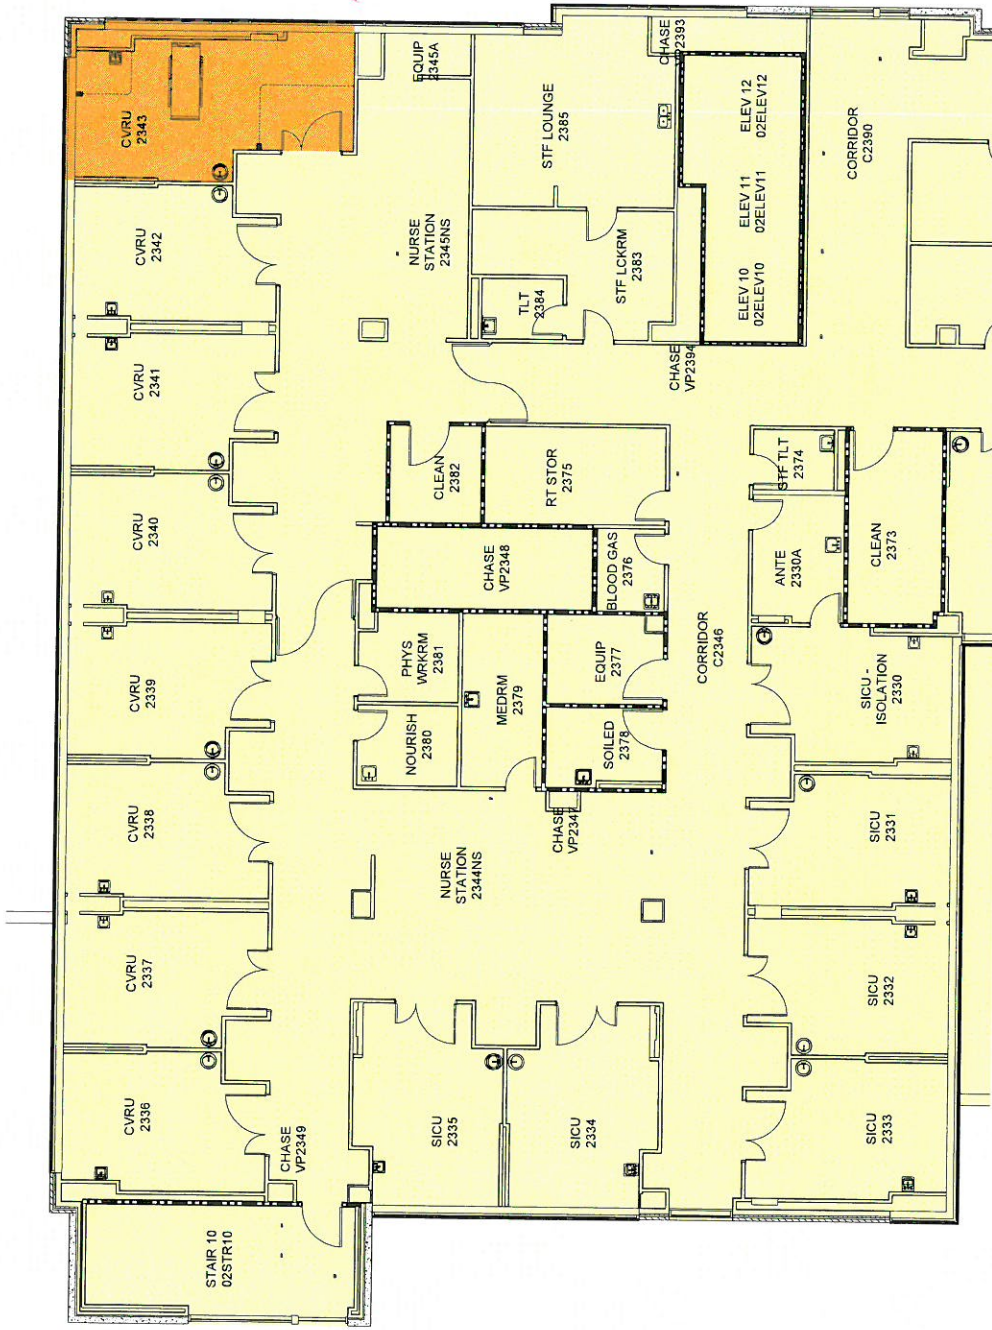 CVRU
2343
CVRU
2342
CVRU
2341
CVRU
2340
CVRU
2339
CVRU
2338
CVRU
2337
CVRU
2336
STAIR 10
02STR10
CHASE
VP2349
EQUIP
2345A
NURSE
STATION
2345NS
STF LOUNGE
2385
CHASE
VP2393
ELEV 12
02ELEV12
ELEV 11
02ELEV11
ELEV 10
02ELEV10
CORRIDOR
C2390
TLT
2384
STF LCKRM
2383
CHASE
VP2394
CLEAN
2382
RT STOR
2375
CHASE
VP2348
BLOOD GAS
2376
STF TLT
2374
ANTE
2330A
CLEAN
2373
PHYS
WRKRM
2381
NOURISH
2380
MEDRM
2379
EQUIP
2377
SOILED
2378
CORRIDOR
C2346
SICU -
ISOLATION
2330
CHASE
VP2347
NURSE
STATION
2344NS
SICU
2331
SICU
2332
SICU
2333
SICU
2335
SICU
2334